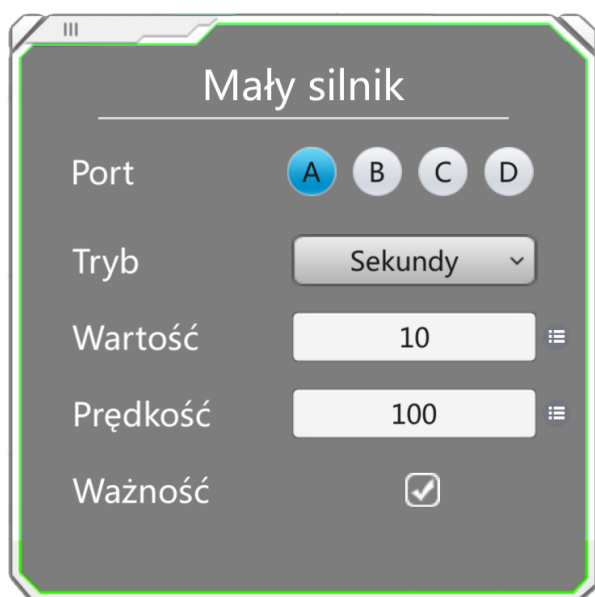 Mały silnik
Port A B C D
Tryb Sekundy
Wartość 10
Prędkość 100
Ważność